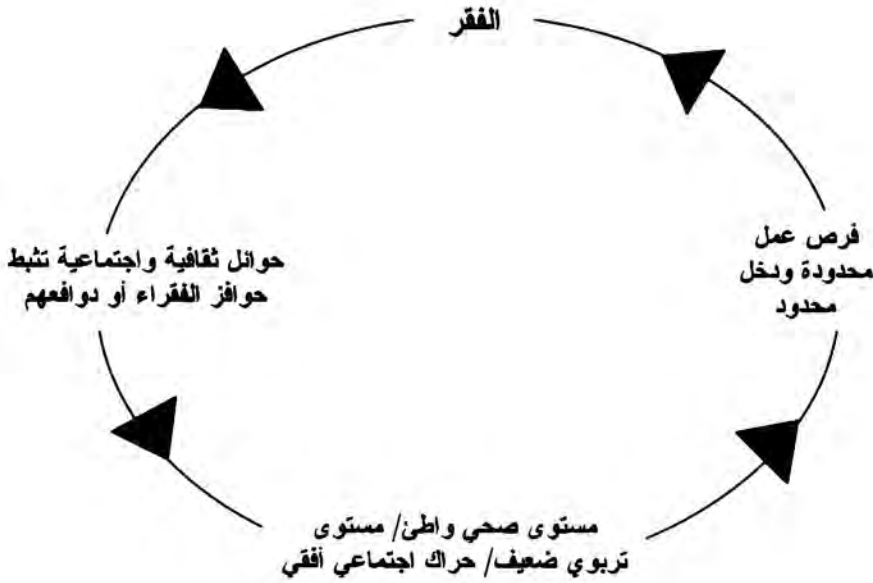 الفقر
حوائل ثقافية واجتماعية تثبط
حوافز الفقراء أو دوافعهم
مستوى صحي واطئ/ مستوى
تربوي ضعيف/ حراك اجتماعي أفقي
فرص عمل
محدودة ودخل
محدود